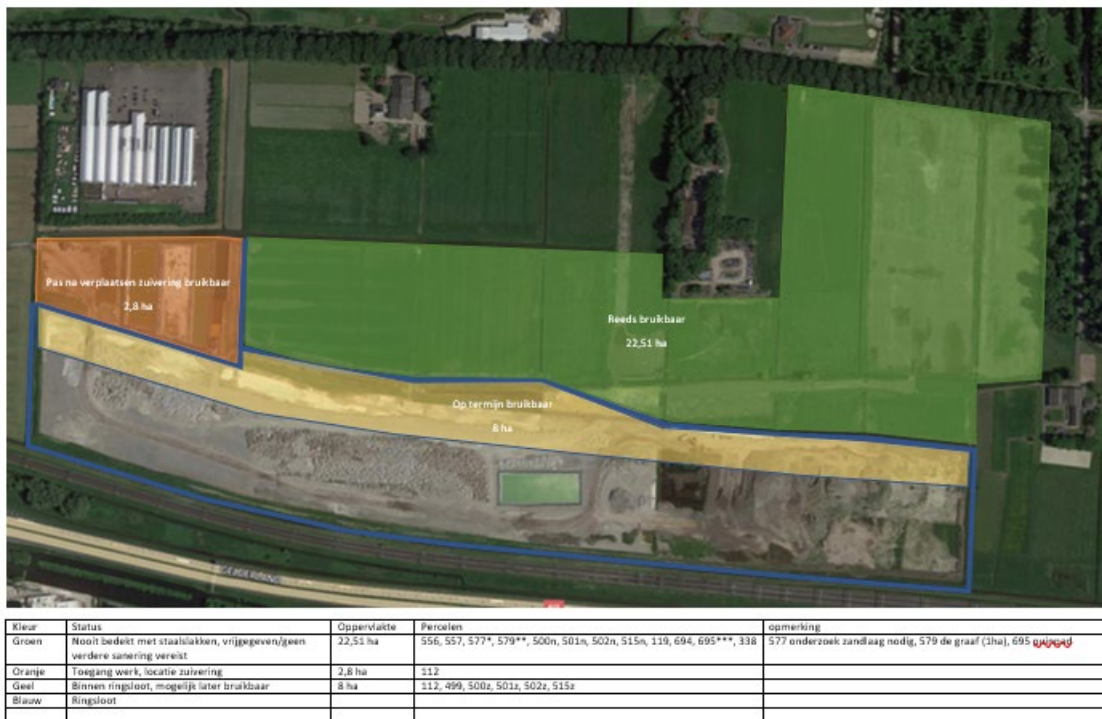 Pas na verplaatsen zuivering bruikbaar
2,8 ha
Reeds bruikbaar
22,51 ha
Op termijn bruikbaar
8 ha
Kleur Status Oppervlakte Percelen opmerking
Groen Nooit bedekt met staalslakken, vrijgegeven/geen 22,51 ha 556, 557, 577*, 579**, 500n, 501n, 502n, 515n, 119, 694, 695***, 338 577 onderzoek zandlaag nodig, 579 de graaf (1ha), 695
verdere sanering vereist
Oranje Toegang werk, locatie zuivering 2,8 ha 112
Geel Binnen ringsloot, mogelijk later bruikbaar 8 ha 112, 499, 500z, 501z, 502z, 515z
Blauw Ringsloot